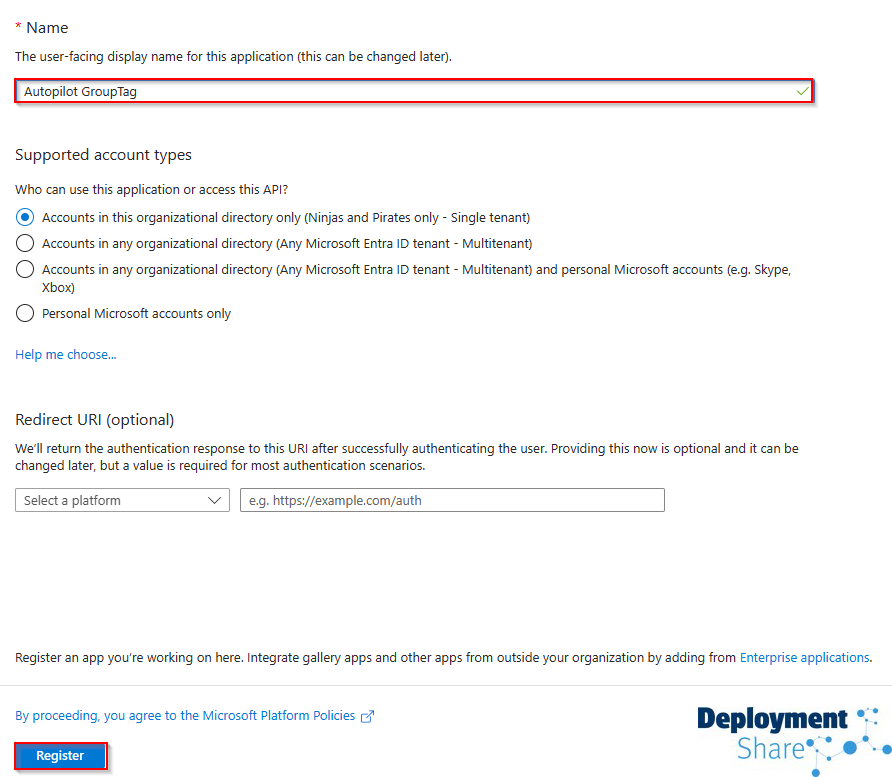 * Name
The user-facing display name for this application (this can be changed later).
Autopilot GroupTag
Supported account types
Who can use this application or access this API?
Accounts in this organizational directory only (Ninjas and Pirates only - Single tenant)
Accounts in any organizational directory (Any Microsoft Entra ID tenant - Multitenant)
Accounts in any organizational directory (Any Microsoft Entra ID tenant - Multitenant) and personal Microsoft accounts (e.g. Skype,
Xbox)
Personal Microsoft accounts only
Help me choose...
Redirect URI (optional)
We'll return the authentication response to this URI after successfully authenticating the user. Providing this now is optional and it can be
changed later, but a value is required for most authentication scenarios.
Select a platform
e.g. https://example.com/auth
Register an app you're working on here. Integrate gallery apps and other apps from outside your organization by adding from Enterprise applications.
By proceeding, you agree to the Microsoft Platform Policies
Register
Deployment
Share